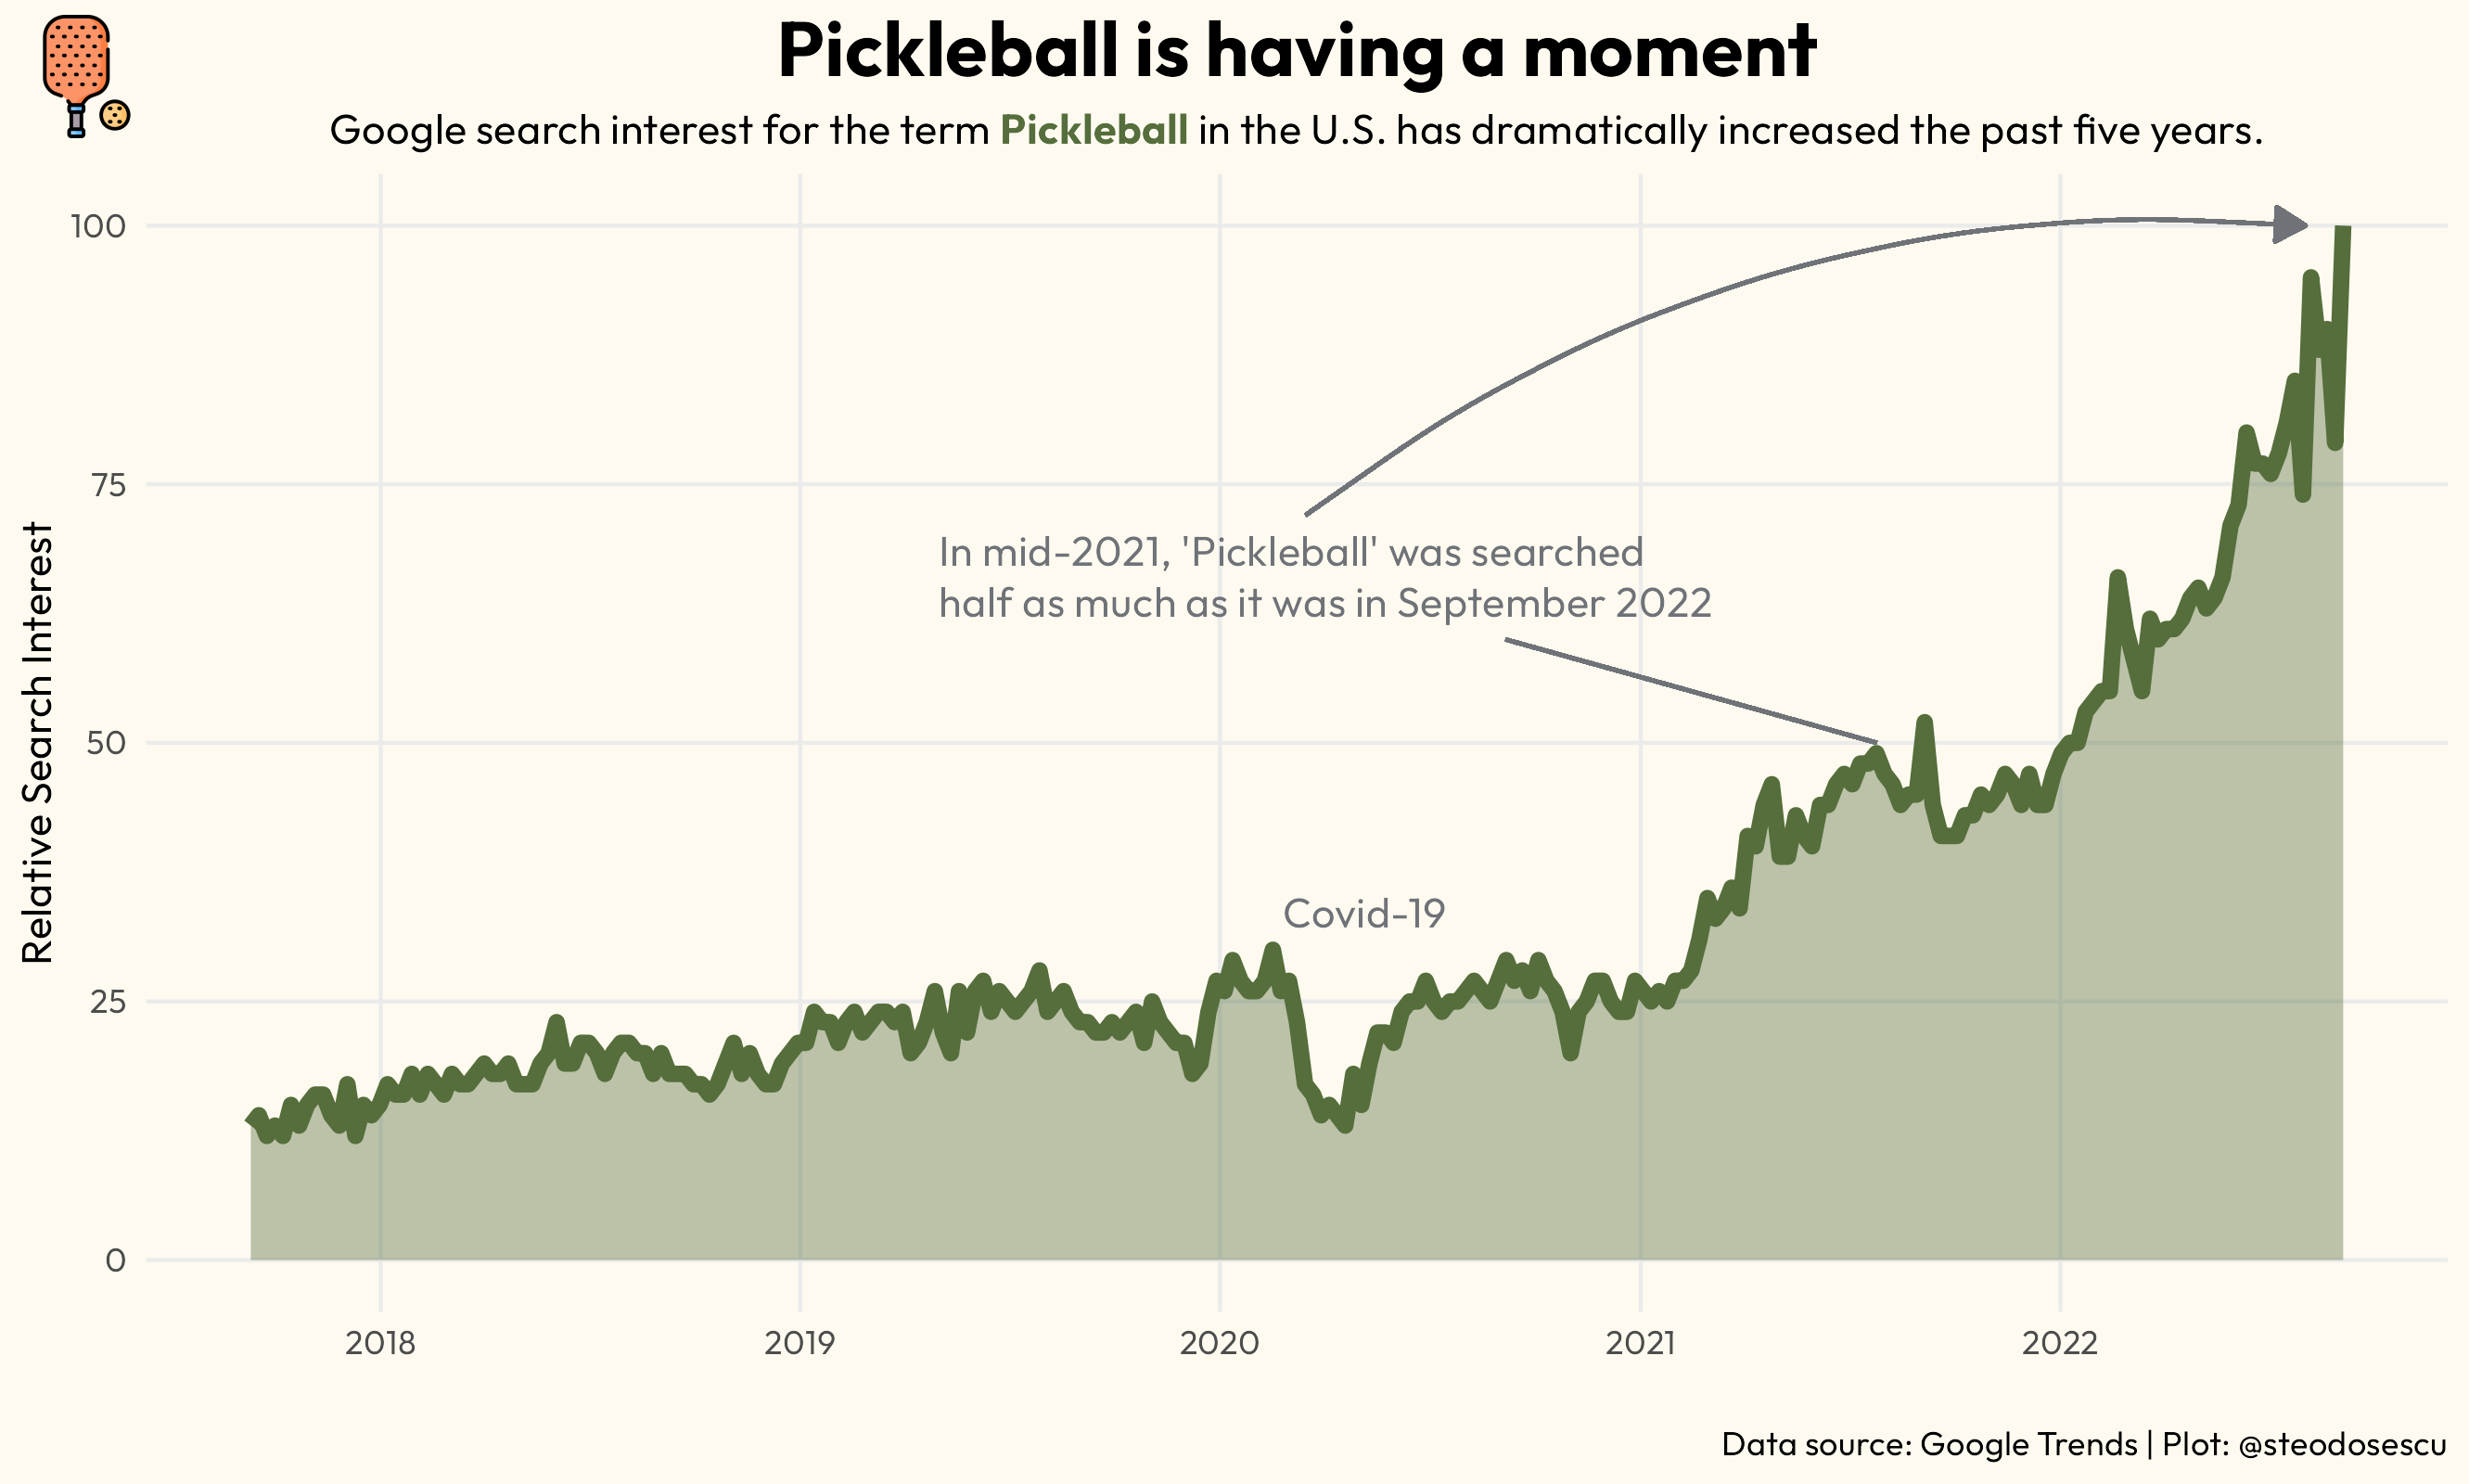 Pickleball is having a moment
Google search interest for the term Pickleball in the U.S. has dramatically increased the past five years.
Relative Search Interest
100
75
50
25
0
In mid-2021, 'Pickleball' was searched
half as much as it was in September 2022
Covid-19
2018
2019
2020
2021
2022
Data source: Google Trends | Plot: @steodosescu